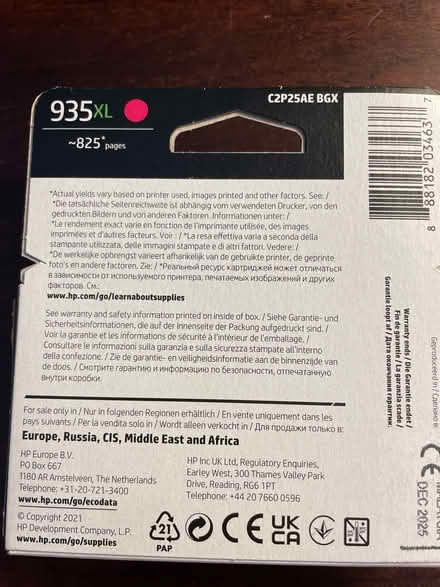 935XL
C2P25AE BGX
~825* pages
*Actual yields vary based on printer used, images printed and other factors. See: /
*Die tatsächliche Seitenreichweite ist abhängig vom verwendeten Drucker, von den
gedruckten Bildern und von anderen Faktoren. Informationen unter: /
*Le rendement exact varie en fonction de l'imprimante utilisée, des images
imprimées et d'autres facteurs. Voir : / *La resa effettiva varia a seconda della
stampante utilizzata, delle immagini stampate e di altri fattori. Vedere: /
*De werkelijke opbrengst varieert afhankelijk van de gebruikte printer, de geprinte
foto's en andere factoren. Zie: / *Реальный ресурс картриджей может отличаться
в зависимости от используемого принтера, печатаемых изображений и других
факторов. См.:
www.hp.com/go/learnaboutsupplies
See warranty and safety information printed on inside of box. / Siehe Garantie- und
Sicherheitsinformationen, die auf der Innenseite der Packung aufgedruckt sind. /
Voir la garantie et les informations de sécurité à l'intérieur de l'emballage. /
Consultare le informazioni sulla garanzia e sulla sicurezza stampate all'interno
della confezione. / Zie de garantie- en veiligheidsinformatie aan de binnenzijde van
de doos. / Смотрите гарантию и информацию по безопасности, отпечатанную
внутри коробки.
For sale only in / Nur in folgenden Regionen erhältlich / En vente uniquement dans les
pays suivants / Per la vendita solo in / Wordt alleen verkocht in / Для продажи только в:
Europe, Russia, CIS, Middle East and Africa
HP Europe B.V.
PO Box 667
1180 AR Amstelveen, The Netherlands
Telephone: +31-20-721-3400
www.hp.com/go/ecodata
HP Inc UK Ltd, Regulatory Enquiries,
Earley West, 300 Thames Valley Park
Drive, Reading, RG6 1PT
Telephone: +44 20 7660 0596
© Copyright 2021
HP Development Company, L.P.
www.hp.com/go/supplies
21
PAP
CE
UK
CA
Warranty ends / Die Garantie endet /
Fin de garantie / La garanzia scade /
Garantie loopt af / Дата окончания гарантии:
DEC 2025
CE
88182 03463 7